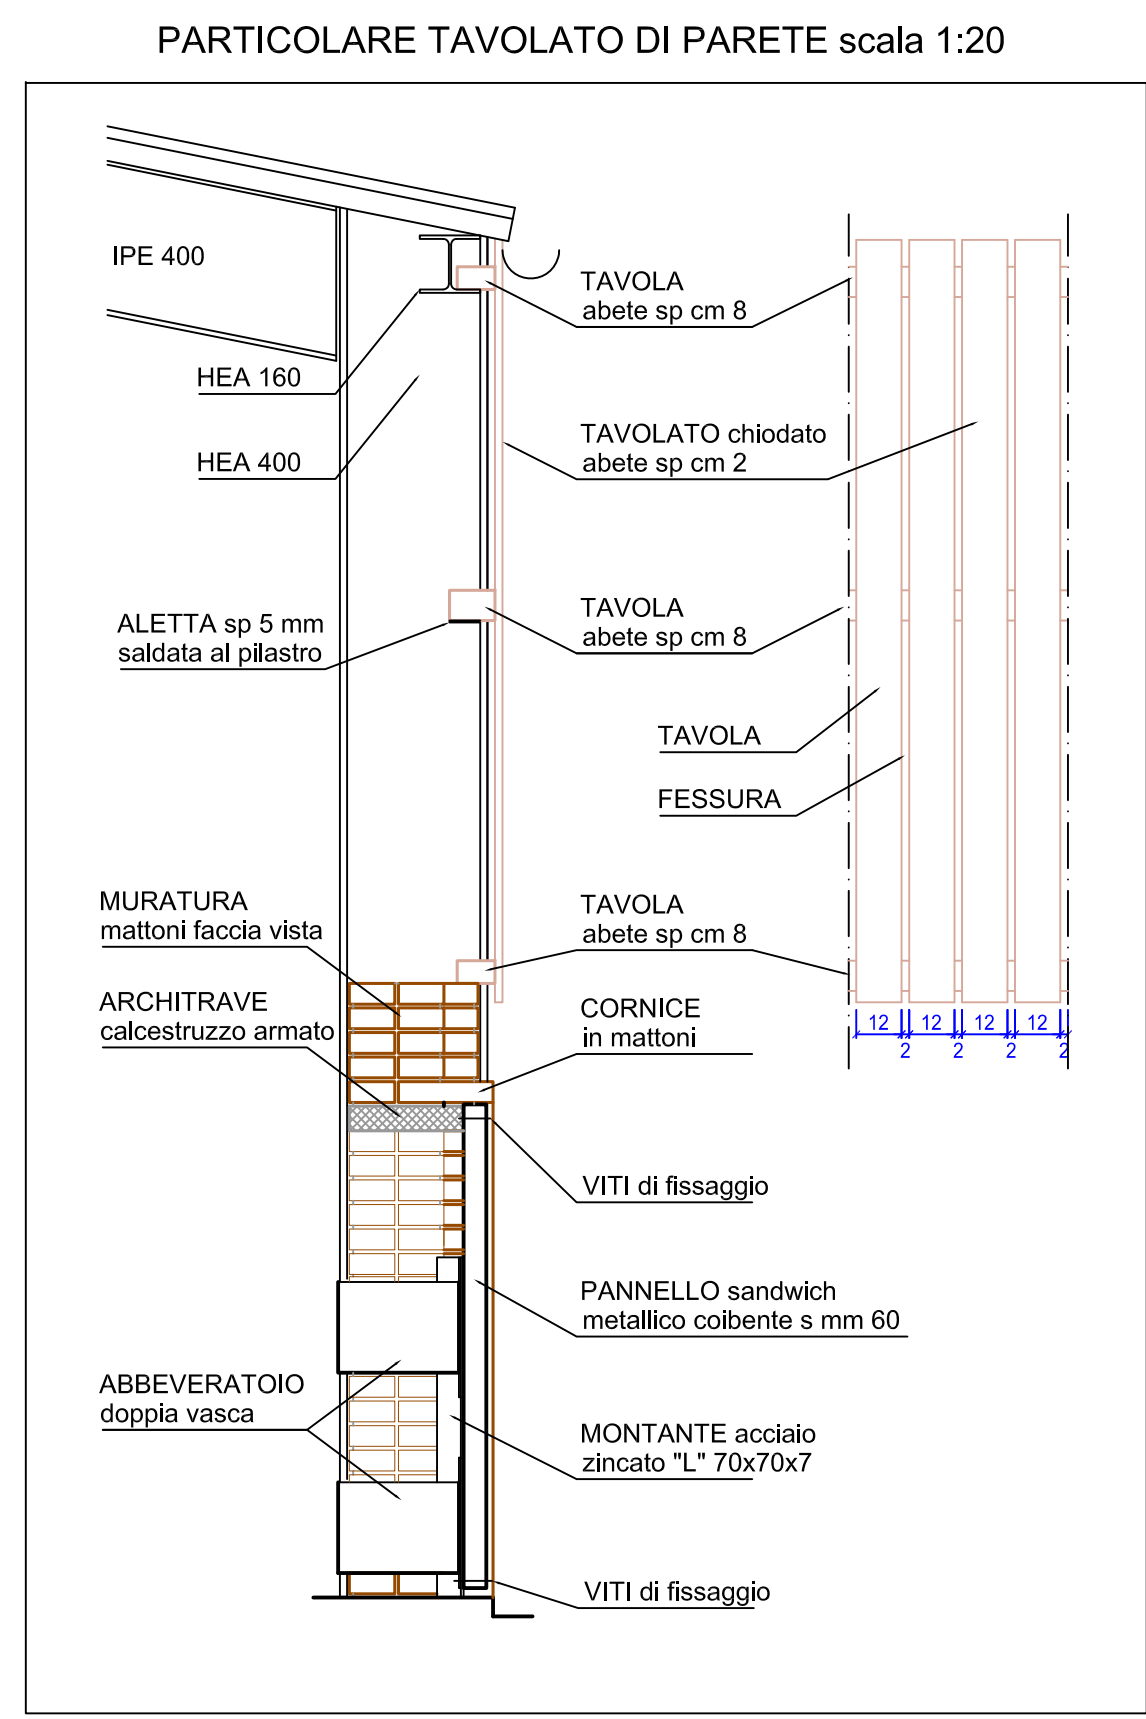 PARTICOLARE TAVOLATO DI PARETE scala 1:20
IPE 400
HEA 160
HEA 400
ALETTA sp 5 mm
saldata al pilastro
MURATURA
mattoni faccia vista
ARCHITRAVE
calcestruzzo armato
ABBEVERATOIO
doppia vasca
TAVOLA
abete sp cm 8
TAVOLATO chiodato
abete sp cm 2
TAVOLA
abete sp cm 8
TAVOLA
FESSURA
TAVOLA
abete sp cm 8
CORNICE
in mattoni
VITI di fissaggio
PANNELLO sandwich
metallico coibente s mm 60
MONTANTE acciaio
zincato "L" 70x70x7
VITI di fissaggio
12 12 12 12
2 2 2 2